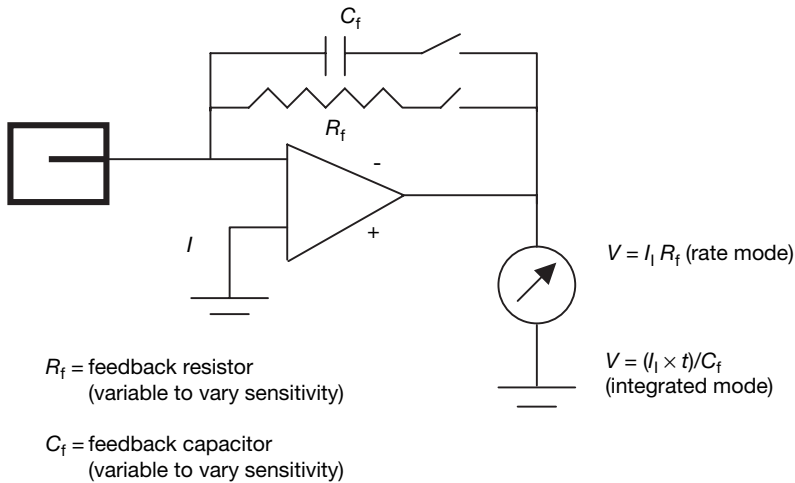 C_f
R_f
-
+
I
V = I_I R_f (rate mode)
R_f = feedback resistor
(variable to vary sensitivity)
V = (I_I × t)/C_f
(integrated mode)
C_f = feedback capacitor
(variable to vary sensitivity)